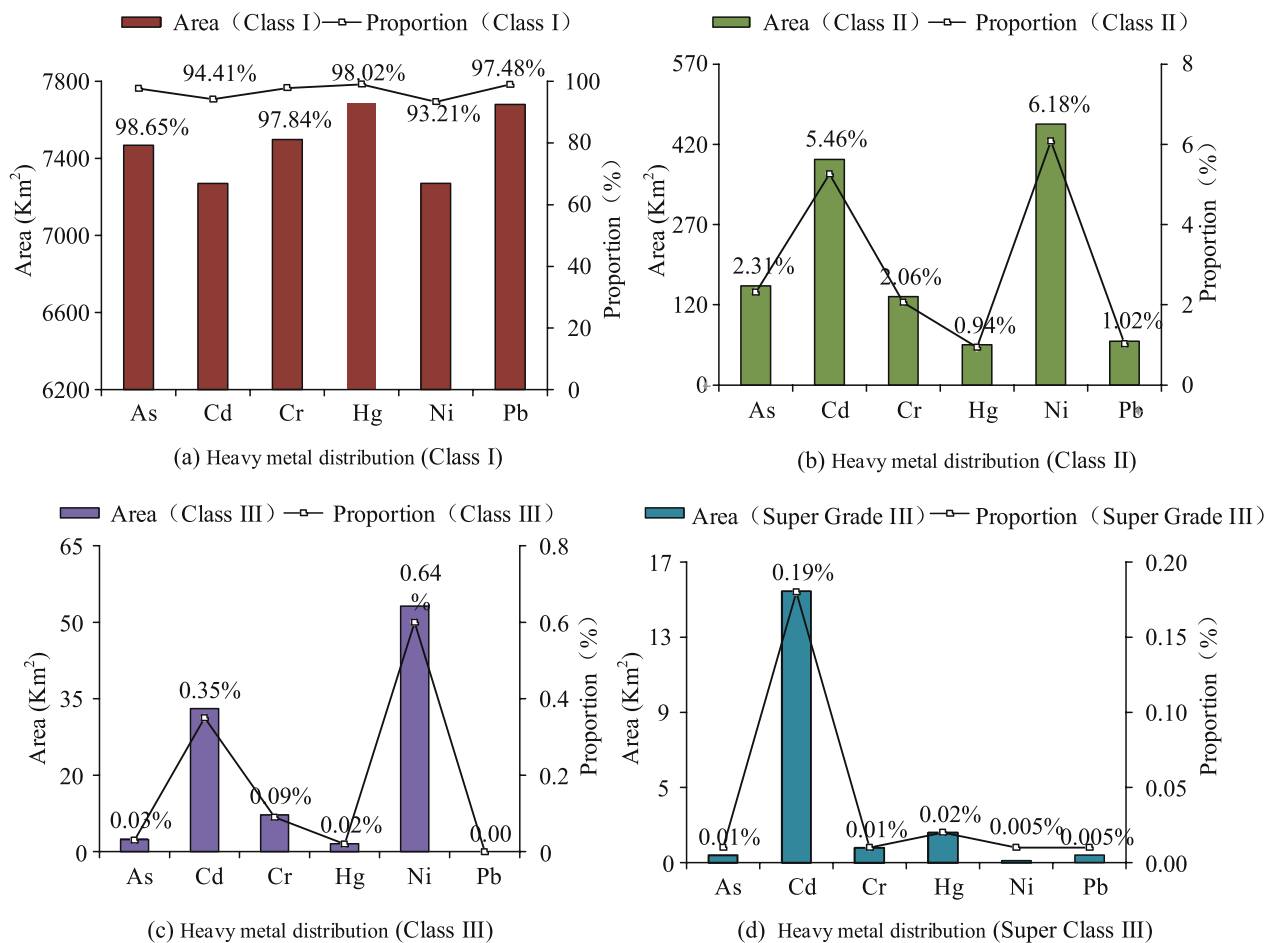 Area（Class I） Proportion（Class I）
94.41% 98.02% 97.48%
98.65% 97.84% 93.21%
7800
7400
7000
6600
6200
Area (Km²)
100
80
60
40
20
0
Proportion（%）
As Cd Cr Hg Ni Pb
(a) Heavy metal distribution (Class I)
Area（Class II） Proportion（Class II）
570
420
270
120
0
Area (Km²)
2.31% 5.46% 2.06% 0.94% 6.18% 1.02%
8
6
4
2
0
Proportion（%）
As Cd Cr Hg Ni Pb
(b) Heavy metal distribution (Class II)
Area（Class III） Proportion（Class III）
65
50
35
20
0
Area (Km²)
0.03% 0.35% 0.09% 0.02% 0.64
%
0.00
0.8
0.6
0.4
0.2
0
Proportion（%）
As Cd Cr Hg Ni Pb
(c) Heavy metal distribution (Class III)
Area（Super Grade III） Proportion（Super Grade III）
17
13
9
5
0
Area (Km²)
0.01% 0.19% 0.01% 0.02% 0.005% 0.005%
0.20
0.15
0.10
0.05
0.00
Proportion（%）
As Cd Cr Hg Ni Pb
(d) Heavy metal distribution (Super Class III)